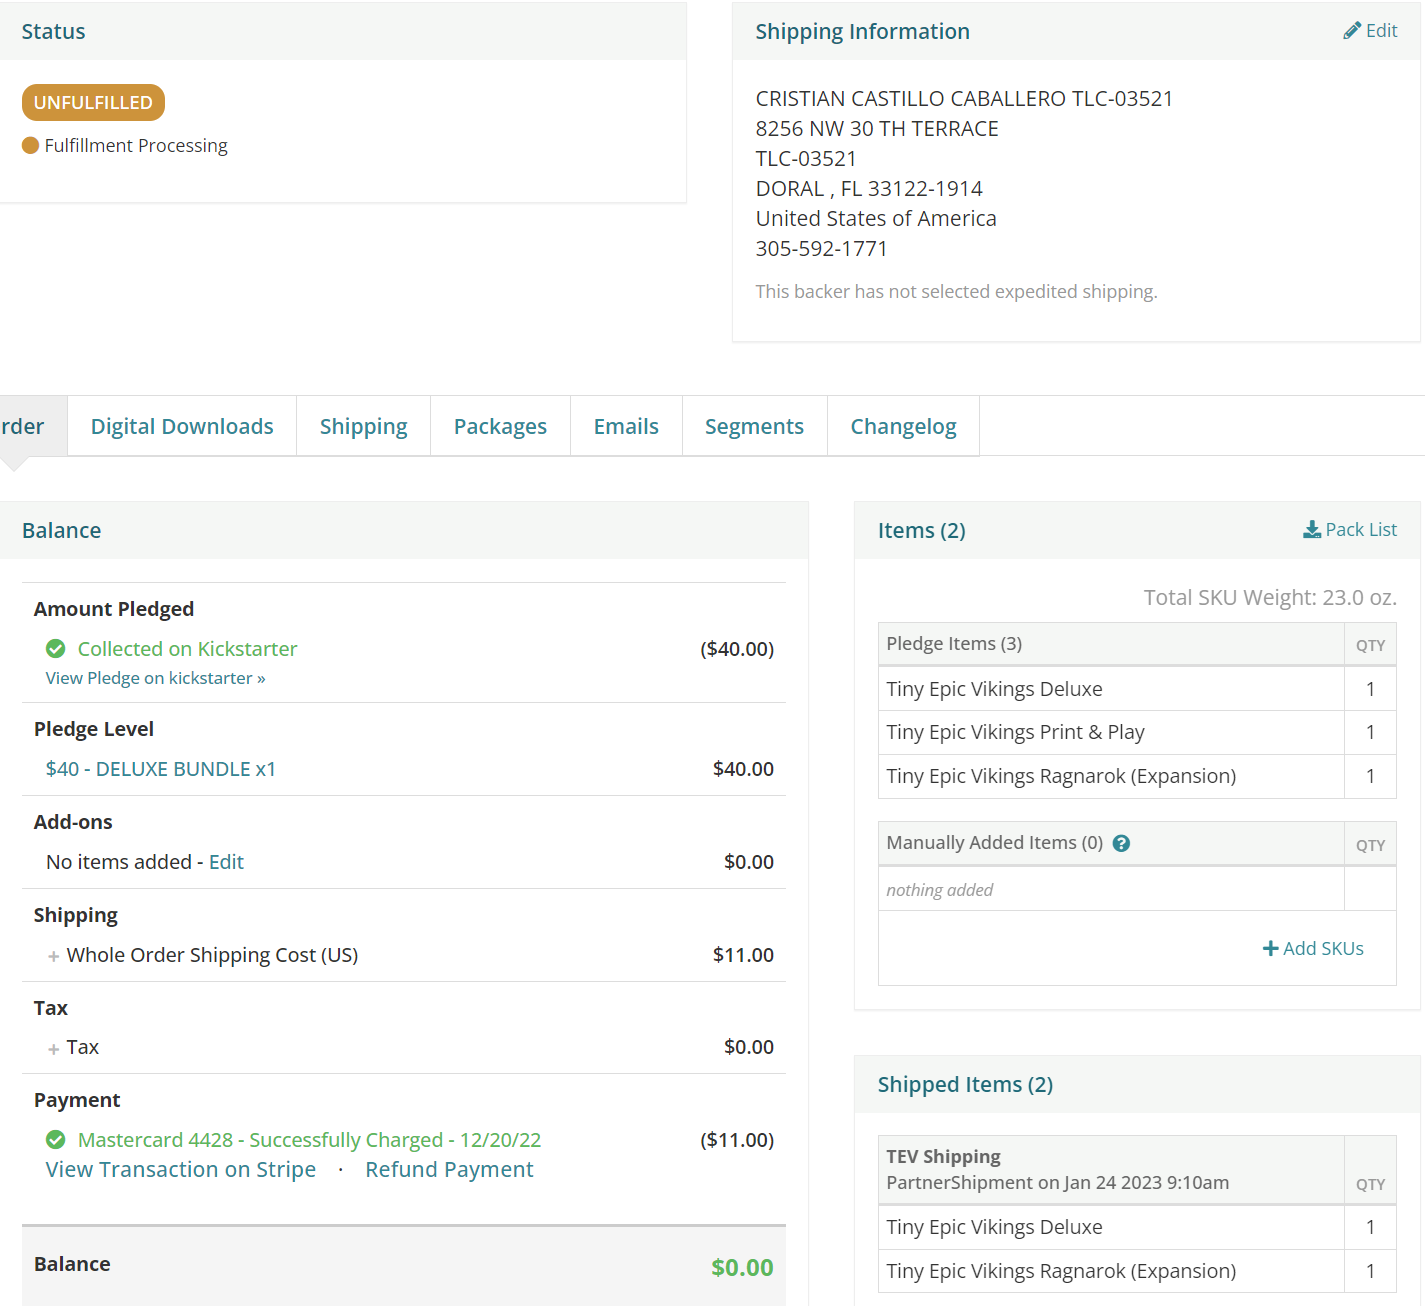 Status
UNFULFILLED
Fulfillment Processing
Shipping Information
Edit
CRISTIAN CASTILLO CABALLERO TLC-03521
8256 NW 30 TH TERRACE
TLC-03521
DORAL , FL 33122-1914
United States of America
305-592-1771
This backer has not selected expedited shipping.
rder
Digital Downloads
Shipping
Packages
Emails
Segments
Changelog
Balance
Amount Pledged
Collected on Kickstarter ($40.00)
View Pledge on kickstarter »
Pledge Level
$40 - DELUXE BUNDLE x1 $40.00
Add-ons
No items added - Edit $0.00
Shipping
+ Whole Order Shipping Cost (US) $11.00
Tax
+ Tax $0.00
Payment
Mastercard 4428 - Successfully Charged - 12/20/22 ($11.00)
View Transaction on Stripe · Refund Payment
Balance $0.00
Items (2)
Pack List
Total SKU Weight: 23.0 oz.
Pledge Items (3) QTY
Tiny Epic Vikings Deluxe 1
Tiny Epic Vikings Print & Play 1
Tiny Epic Vikings Ragnarok (Expansion) 1
Manually Added Items (0) ? QTY
nothing added
+ Add SKUs
Shipped Items (2)
TEV Shipping
PartnerShipment on Jan 24 2023 9:10am QTY
Tiny Epic Vikings Deluxe 1
Tiny Epic Vikings Ragnarok (Expansion) 1